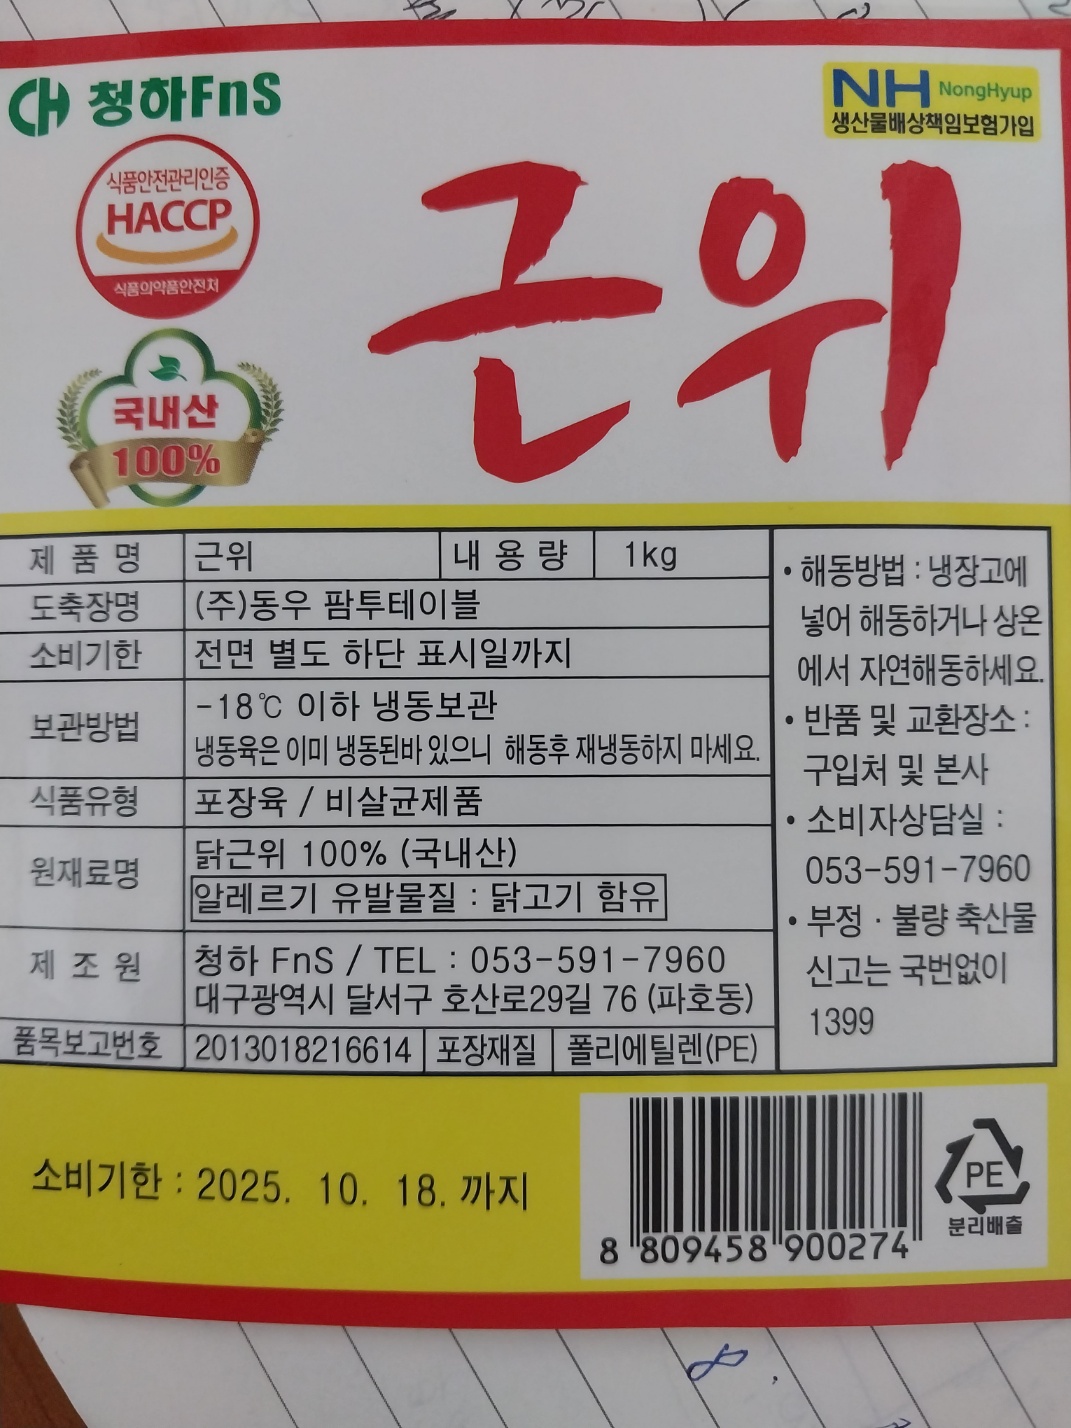 CH 청하FnS
NH NongHyup
생산물배상책임보험가입
식품안전관리인증
HACCP
식품의약품안전처
근위
국내산
100%
제 품 명 근위 내 용 량 1kg
도축장명 (주)동우 팜투테이블
소비기한 전면 별도 하단 표시일까지
보관방법 -18℃ 이하 냉동보관
냉동육은 이미 냉동된바 있으니 해동후 재냉동하지 마세요.
식품유형 포장육 / 비살균제품
원재료명 닭근위 100% (국내산)
알레르기 유발물질 : 닭고기 함유
제 조 원 청하 FnS / TEL : 053-591-7960
대구광역시 달서구 호산로29길 76 (파호동)
품목보고번호 2013018216614 포장재질 폴리에틸렌(PE)
• 해동방법 : 냉장고에
넣어 해동하거나 상온
에서 자연해동하세요.
• 반품 및 교환장소 :
구입처 및 본사
• 소비자상담실 :
053-591-7960
• 부정 · 불량 축산물
신고는 국번없이
1399
소비기한 : 2025. 10. 18. 까지
8 809458 900274
PE
분리배출